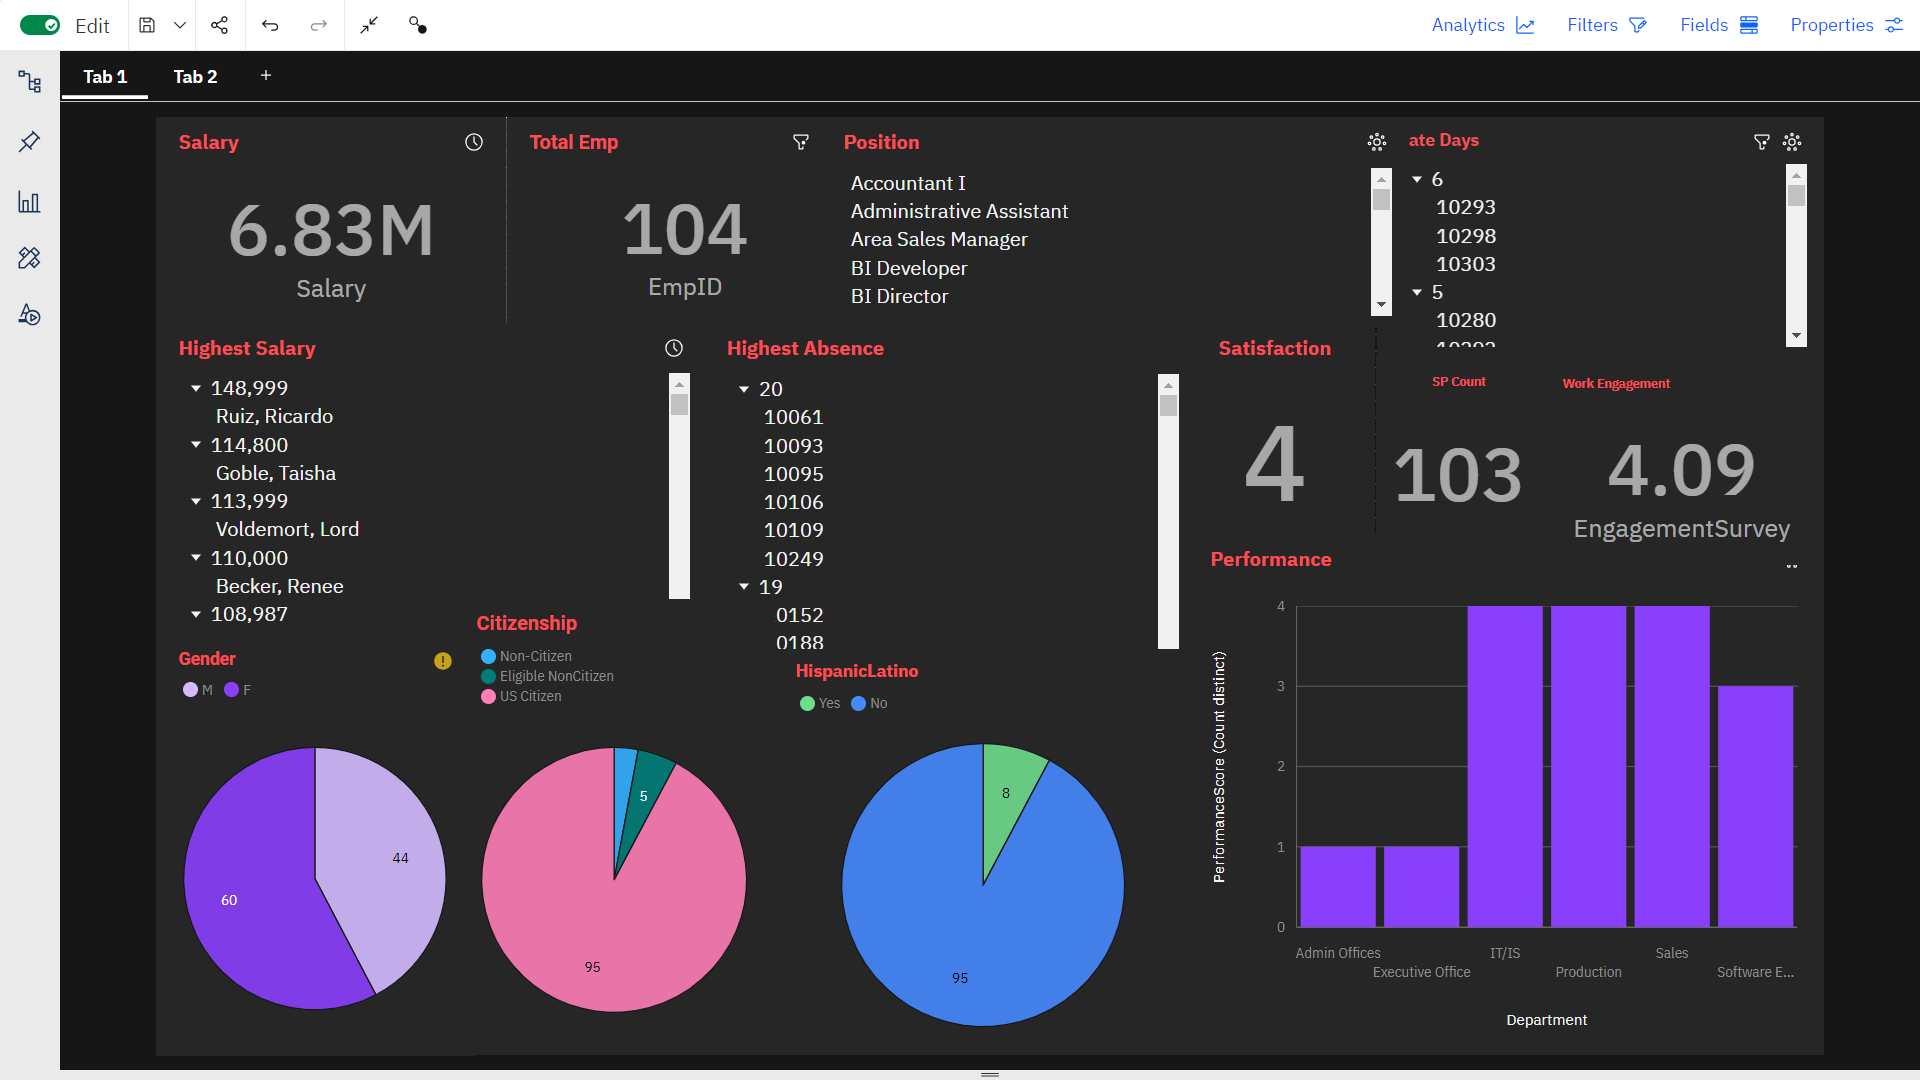 Edit
Analytics
Filters
Fields
Properties
Tab 1
Tab 2
+
Salary
6.83M
Salary
Total Emp
104
EmpID
Position
Accountant I
Administrative Assistant
Area Sales Manager
BI Developer
BI Director
ate Days
6
10293
10298
10303
5
10280
Highest Salary
148,999
Ruiz, Ricardo
114,800
Goble, Taisha
113,999
Voldemort, Lord
110,000
Becker, Renee
108,987
Highest Absence
20
10061
10093
10095
10106
10109
10249
19
0152
0188
Satisfaction
4
SP Count
103
Work Engagement
4.09
EngagementSurvey
Gender
M
F
44
60
Citizenship
Non-Citizen
Eligible NonCitizen
US Citizen
5
95
HispanicLatino
Yes
No
8
95
Performance
PerformanceScore (Count distinct)
4
3
2
1
0
Admin Offices
Executive Office
IT/IS
Production
Sales
Software E...
Department